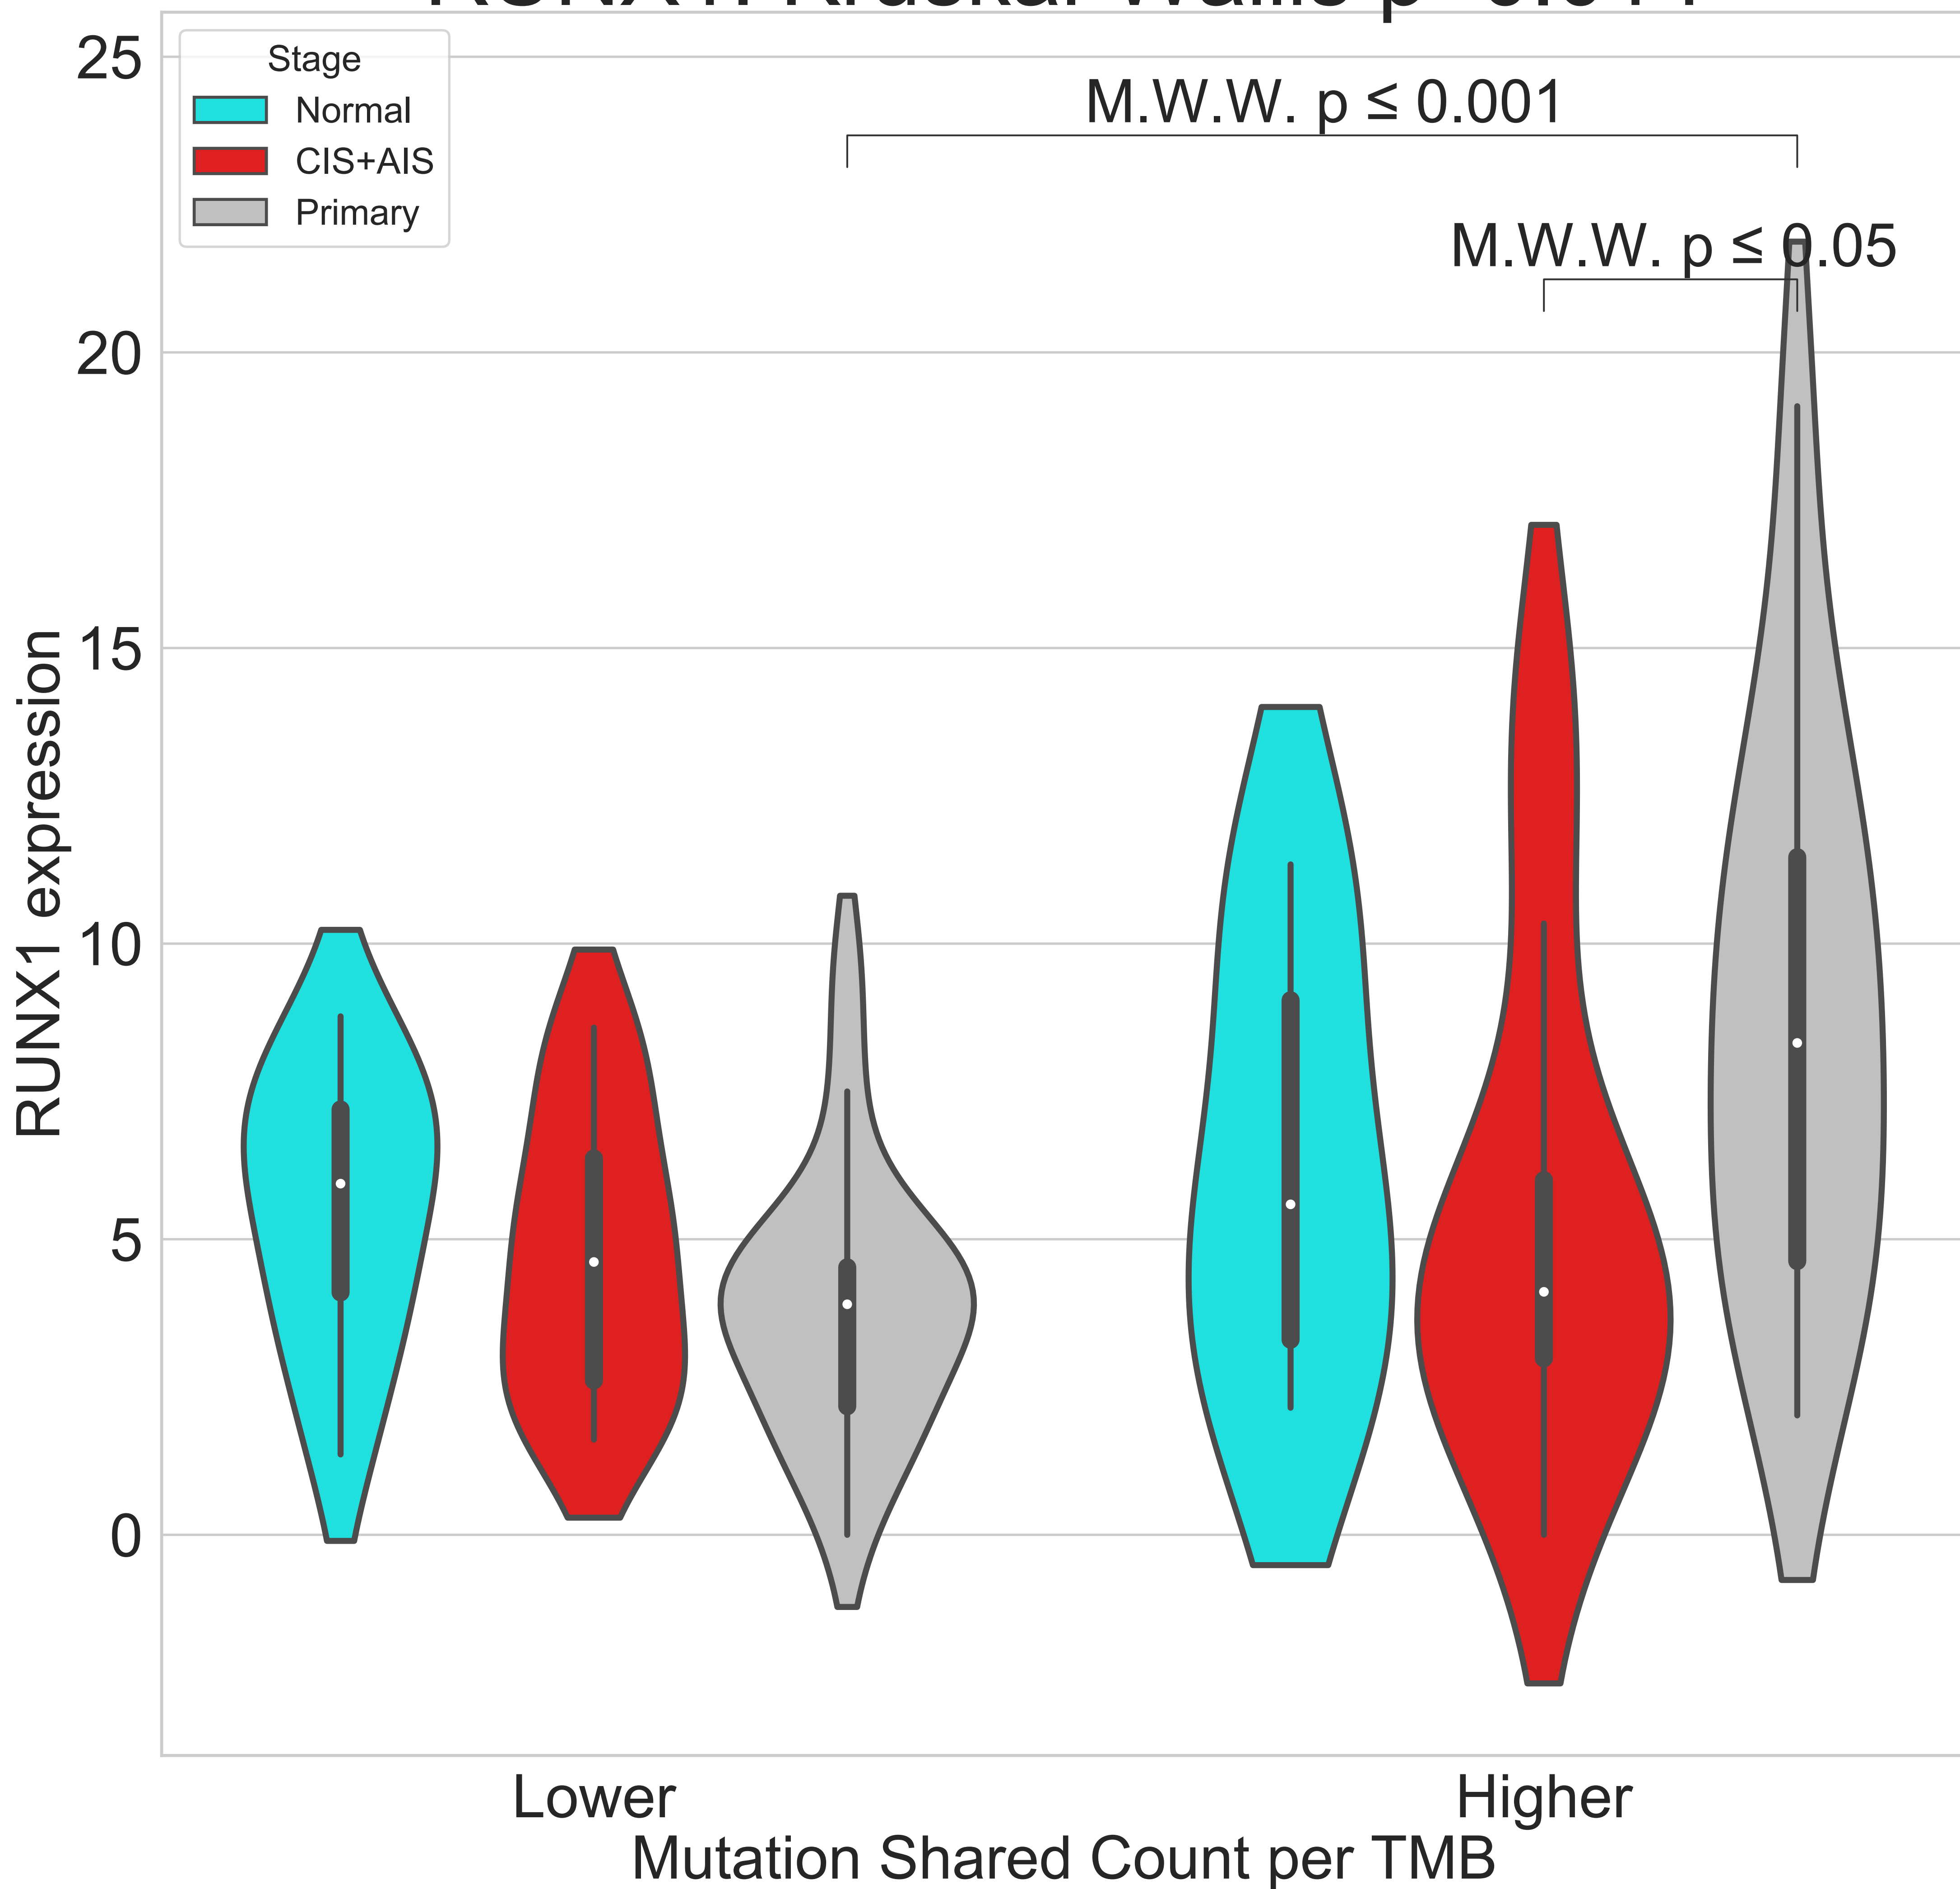 25
Stage
Normal
CIS+AIS
Primary
M.W.W. p ≤ 0.001
M.W.W. p ≤ 0.05
20
15
10
5
0
RUNX1 expression
Lower
Higher
Mutation Shared Count per TMB